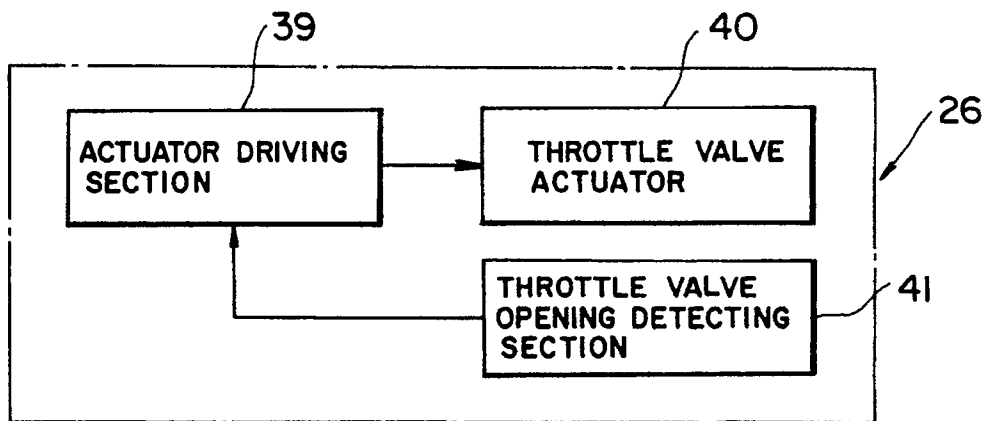 39
40
26
ACTUATOR DRIVING
SECTION
THROTTLE VALVE
ACTUATOR
THROTTLE VALVE
OPENING DETECTING
SECTION
41